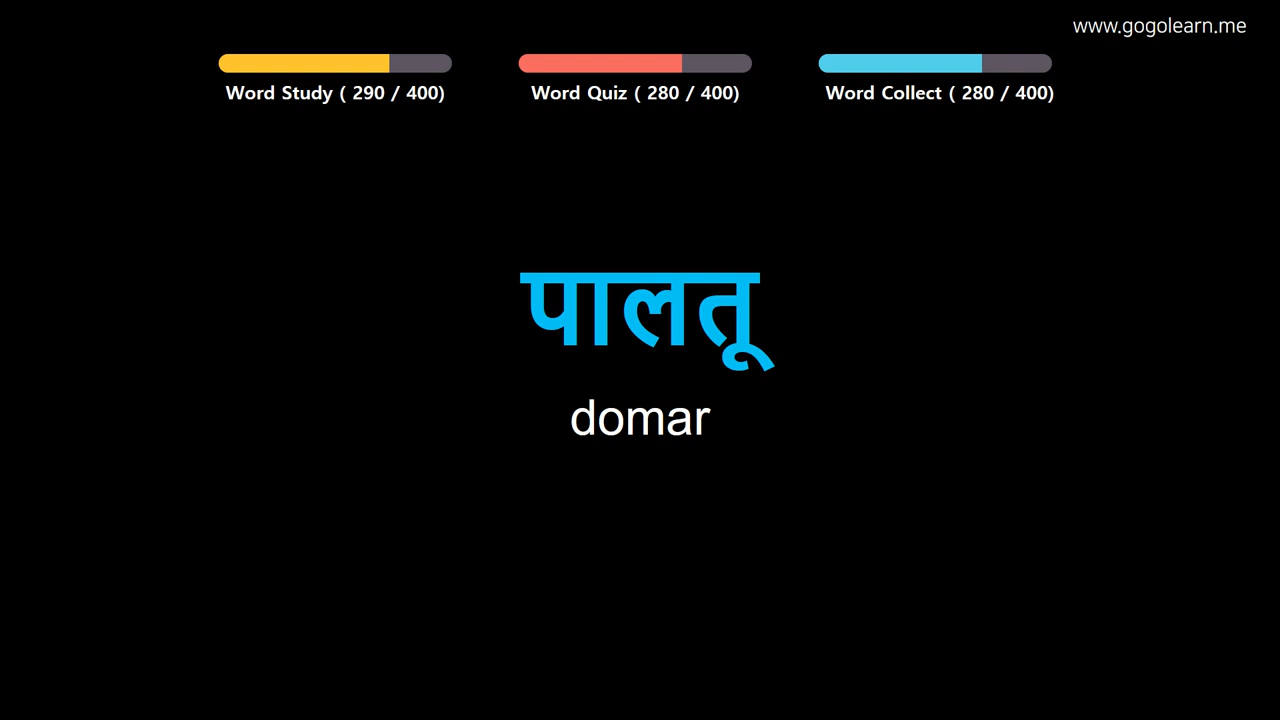 www.gogolearn.me
Word Study ( 290 / 400)
Word Quiz ( 280 / 400)
Word Collect ( 280 / 400)
पालतू
domar